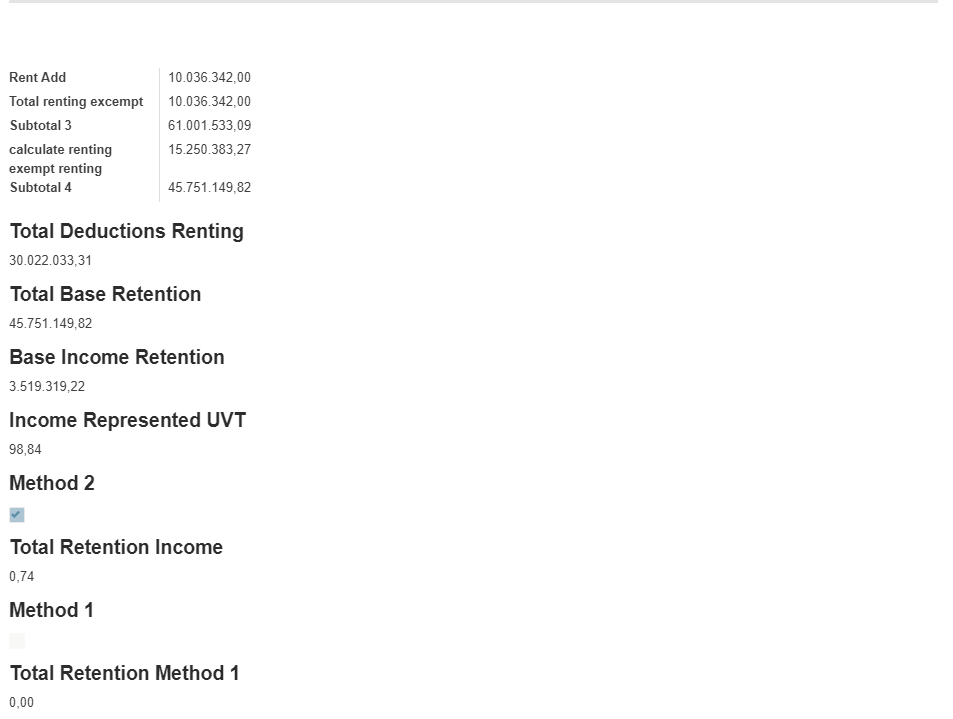 Rent Add 10.036.342,00
Total renting excempt 10.036.342,00
Subtotal 3 61.001.533,09
calculate renting 15.250.383,27
exempt renting
Subtotal 4 45.751.149,82
Total Deductions Renting
30.022.033,31
Total Base Retention
45.751.149,82
Base Income Retention
3.519.319,22
Income Represented UVT
98,84
Method 2
Total Retention Income
0,74
Method 1
Total Retention Method 1
0,00